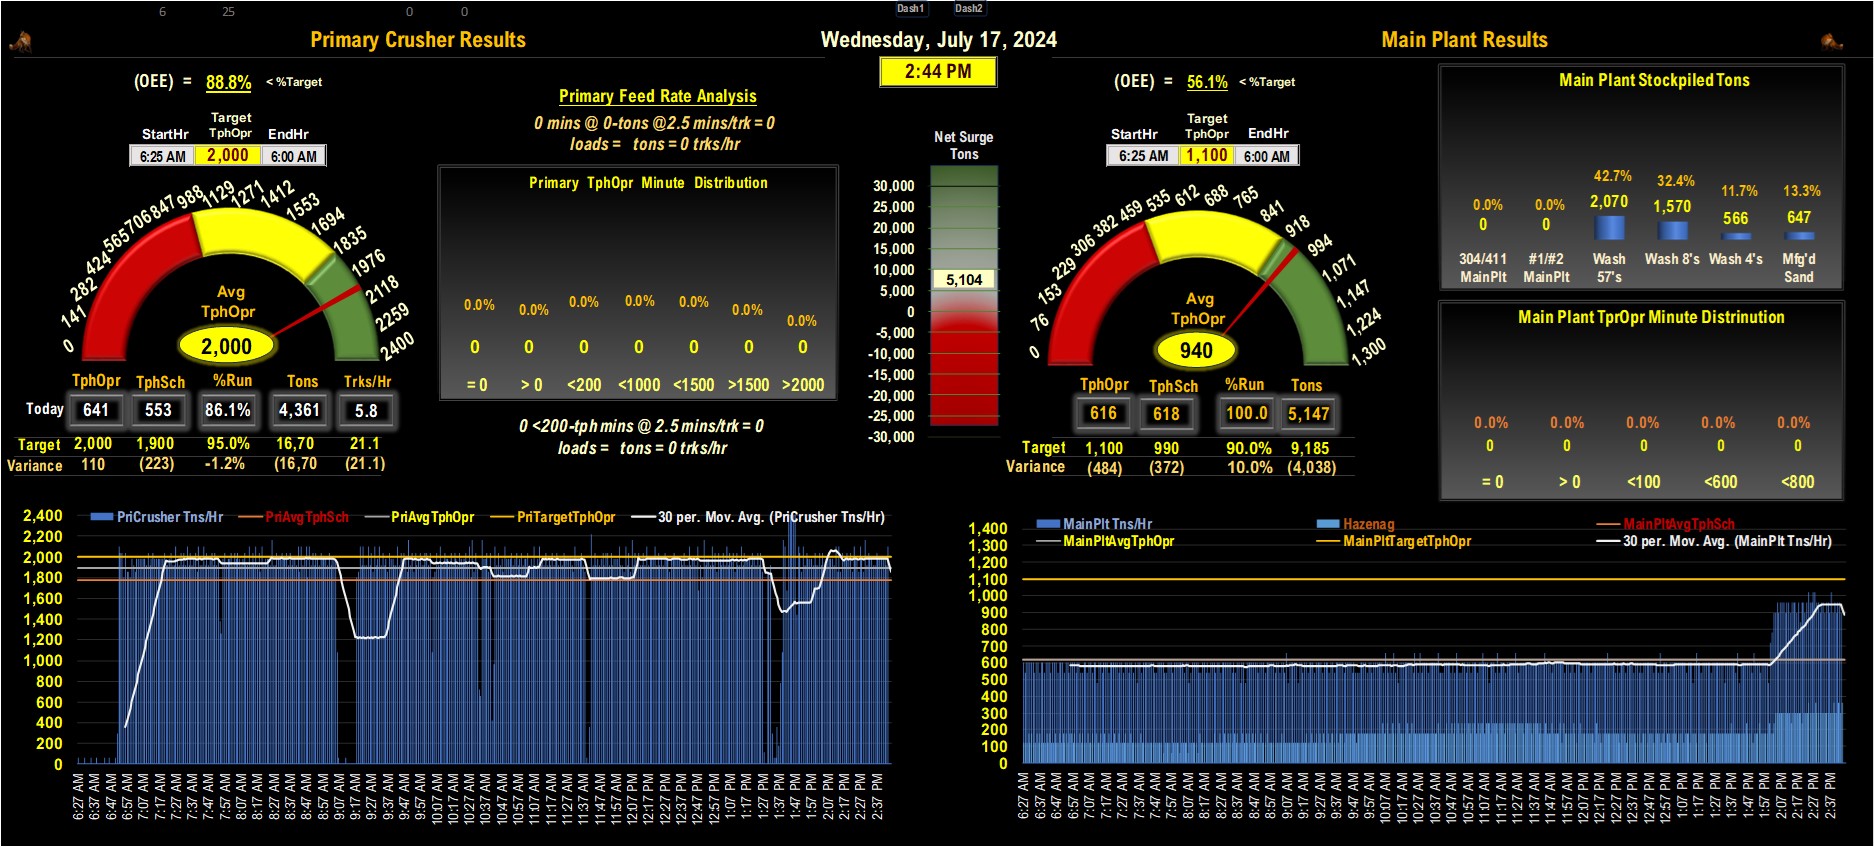 6 25 0 0 Dash1 Dash2
Primary Crusher Results
Wednesday, July 17, 2024
Main Plant Results
2:44 PM
(OEE) = 88.8% < %Target
Target
StartHr TphOpr EndHr
6:25 AM 2,000 6:00 AM
0 141 282 424 565 706 847 988 1129 1271 1412 1553 1694 1835 1976 2118 2259 2400
Avg
TphOpr
2,000
TphOpr TphSch %Run Tons Trks/Hr
Today 641 553 86.1% 4,361 5.8
Target 2,000 1,900 95.0% 16,70 21.1
Variance 110 (223) -1.2% (16,70 (21.1)
Primary Feed Rate Analysis
0 mins @ 0-tons @2.5 mins/trk = 0
loads = tons = 0 trks/hr
Primary TphOpr Minute Distribution
0.0% 0.0% 0.0% 0.0% 0.0% 0.0% 0.0%
0 0 0 0 0 0 0
= 0 > 0 <200 <1000 <1500 >1500 >2000
0 <200-tph mins @ 2.5 mins/trk = 0
loads = tons = 0 trks/hr
Net Surge
Tons
30,000
25,000
20,000
15,000
10,000
5,104
5,000
0
-5,000
-10,000
-15,000
-20,000
-25,000
-30,000
(OEE) = 56.1% < %Target
Target
StartHr TphOpr EndHr
6:25 AM 1,100 6:00 AM
0 76 153 229 306 382 459 535 612 688 765 841 918 994 1,071 1,147 1,224 1,300
Avg
TphOpr
940
TphOpr TphSch %Run Tons
616 618 100.0 5,147
Target 1,100 990 90.0% 9,185
Variance (484) (372) 10.0% (4,038)
Main Plant Stockpiled Tons
0.0% 0.0% 42.7% 32.4% 11.7% 13.3%
0 0 2,070 1,570 566 647
304/411 #1/#2 Wash Wash 8's Wash 4's Mfg'd
MainPlt MainPlt 57's Sand
Main Plant TprOpr Minute Distrinution
0.0% 0.0% 0.0% 0.0% 0.0%
0 0 0 0 0
= 0 > 0 <100 <600 <800
PriCrusher Tns/Hr PriAvgTphSch PriAvgTphOpr PriTargetTphOpr 30 per. Mov. Avg. (PriCrusher Tns/Hr)
2,400
2,200
2,000
1,800
1,600
1,400
1,200
1,000
800
600
400
200
0
6:27 AM 6:37 AM 6:47 AM 6:57 AM 7:07 AM 7:17 AM 7:27 AM 7:37 AM 7:47 AM 7:57 AM 8:07 AM 8:17 AM 8:27 AM 8:37 AM 8:47 AM 8:57 AM 9:07 AM 9:17 AM 9:27 AM 9:37 AM 9:47 AM 9:57 AM 10:07 AM 10:17 AM 10:27 AM 10:37 AM 10:47 AM 10:57 AM 11:07 AM 11:17 AM 11:27 AM 11:37 AM 11:47 AM 11:57 AM 12:07 PM 12:17 PM 12:27 PM 12:37 PM 12:47 PM 12:57 PM 1:07 PM 1:17 PM 1:27 PM 1:37 PM 1:47 PM 1:57 PM 2:07 PM 2:17 PM 2:27 PM 2:37 PM
MainPlt Tns/Hr Hazenag MainPltAvgTphSch
MainPltAvgTphOpr MainPltTargetTphOpr 30 per. Mov. Avg. (MainPlt Tns/Hr)
1,400
1,300
1,200
1,100
1,000
900
800
700
600
500
400
300
200
100
0
6:27 AM 6:37 AM 6:47 AM 6:57 AM 7:07 AM 7:17 AM 7:27 AM 7:37 AM 7:47 AM 7:57 AM 8:07 AM 8:17 AM 8:27 AM 8:37 AM 8:47 AM 8:57 AM 9:07 AM 9:17 AM 9:27 AM 9:37 AM 9:47 AM 9:57 AM 10:07 AM 10:17 AM 10:27 AM 10:37 AM 10:47 AM 10:57 AM 11:07 AM 11:17 AM 11:27 AM 11:37 AM 11:47 AM 11:57 AM 12:07 PM 12:17 PM 12:27 PM 12:37 PM 12:47 PM 12:57 PM 1:07 PM 1:17 PM 1:27 PM 1:37 PM 1:47 PM 1:57 PM 2:07 PM 2:17 PM 2:27 PM 2:37 PM